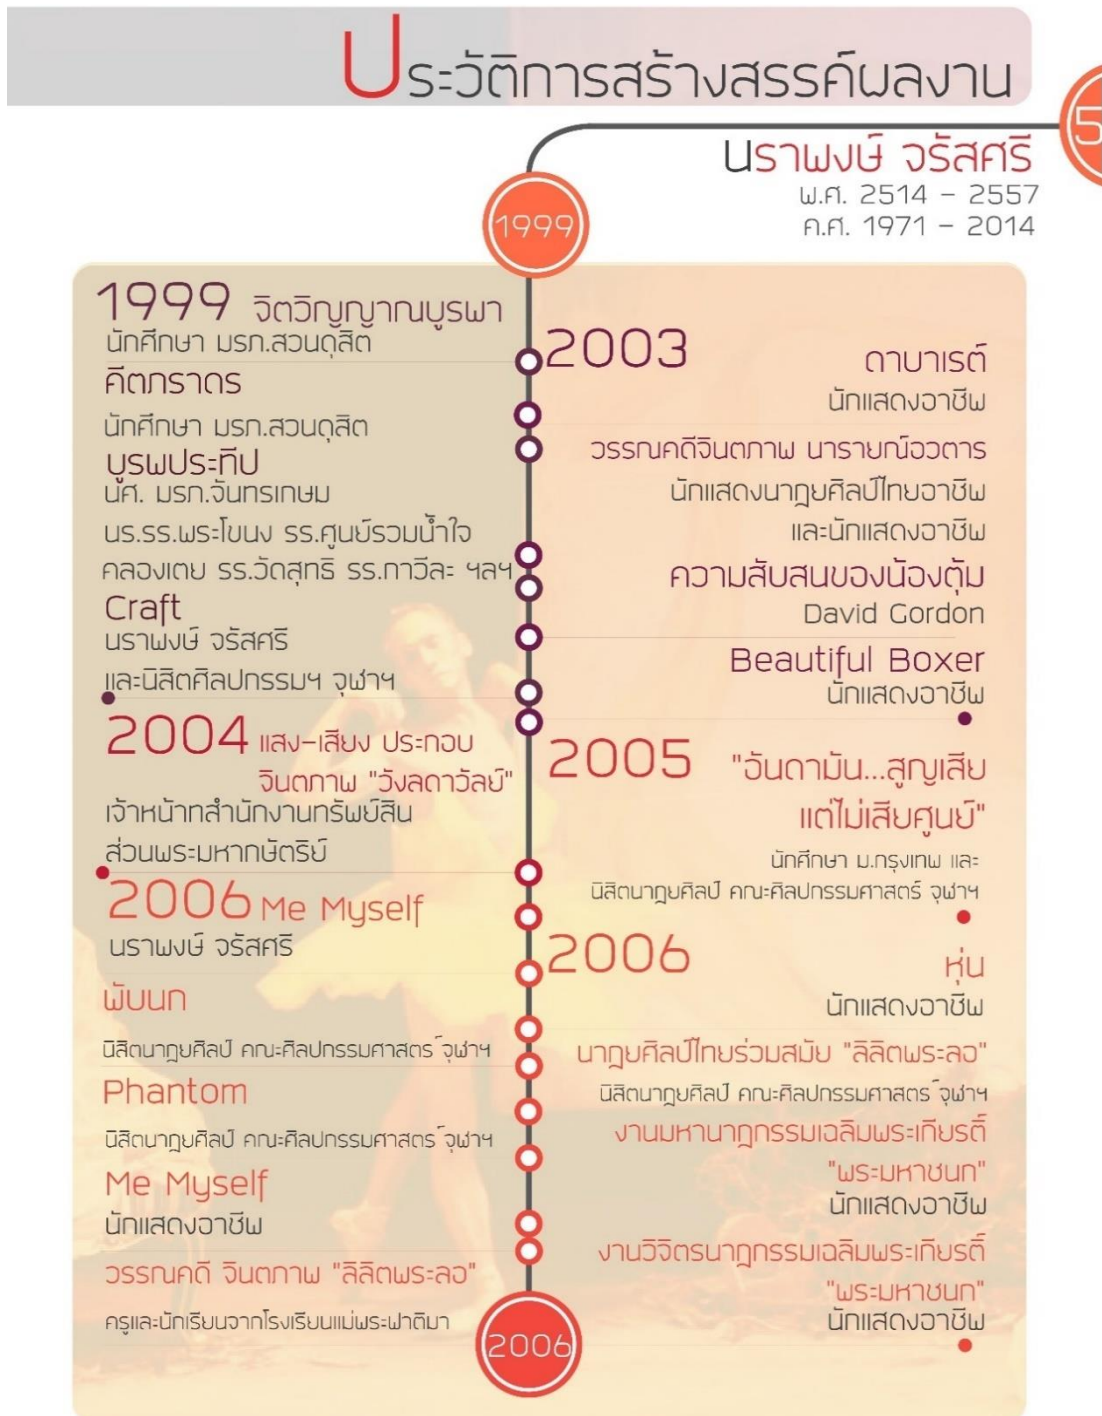 ประวัติการสร้างสรรค์ผลงาน
5
นราพงษ์ จรัสศรี
พ.ศ. 2514 - 2557
ค.ศ. 1971 - 2014
1999
1999 จิตวิญญาณบูรพา
นักศึกษา มรภ.สวนดุสิต
คีตภราดร
นักศึกษา มรภ.สวนดุสิต
บูรพประทีป
นศ. มรภ.จันทรเกษม
นร.รร.พระโขนง รร.ศูนย์รวมน้ำใจ
คลองเตย รร.วัดสุทธิ รร.กาวีละ ฯลฯ
Craft
นราพงษ์ จรัสศรี
และนิสิตศิลปกรรมฯ จุฬาฯ
2004 แสง-เสียง ประกอบ
จินตภาพ "วังลดาวัลย์"
เจ้าหน้าทสำนักงานทรัพย์สิน
ส่วนพระมหากษัตริย์
2006 Me Myself
นราพงษ์ จรัสศรี
พับนก
นิสิตนาฏยศิลป์ คณะศิลปกรรมศาสตร์ จุฬาฯ
Phantom
นิสิตนาฏยศิลป์ คณะศิลปกรรมศาสตร์ จุฬาฯ
Me Myself
นักแสดงอาชีพ
วรรณคดี จินตภาพ "ลิลิตพระลอ"
ครูและนักเรียนจากโรงเรียนแม่พระฟาติมา
2003 ดาบาเรต์
นักแสดงอาชีพ
วรรณคดีจินตภาพ นารายณ์อวตาร
นักแสดงนาฏยศิลป์ไทยอาชีพ
และนักแสดงอาชีพ
ความสับสนของน้องตุ้ม
David Gordon
Beautiful Boxer
นักแสดงอาชีพ
2005 "อันดามัน...สูญเสีย
แต่ไม่เสียศูนย์"
นักศึกษา ม.กรุงเทพ และ
นิสิตนาฏยศิลป์ คณะศิลปกรรมศาสตร์ จุฬาฯ
2006 หุ่น
นักแสดงอาชีพ
นาฏยศิลป์ไทยร่วมสมัย "ลิลิตพระลอ"
นิสิตนาฏยศิลป์ คณะศิลปกรรมศาสตร์ จุฬาฯ
งานมหานาฏกรรมเฉลิมพระเกียรติ์
"พระมหาชนก"
นักแสดงอาชีพ
งานวิจิตรนาฏกรรมเฉลิมพระเกียรติ์
"พระมหาชนก"
นักแสดงอาชีพ
2006